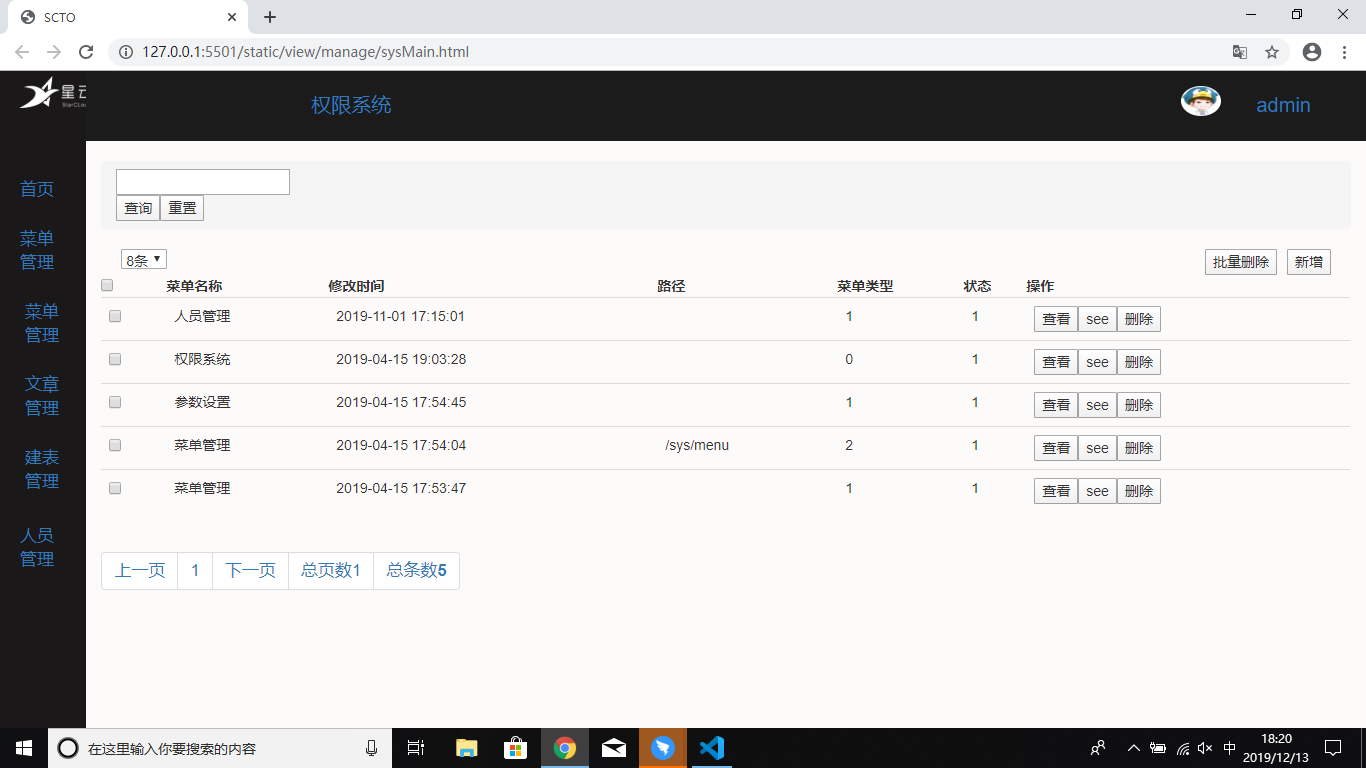 SCTO
127.0.0.1:5501/static/view/manage/sysMain.html
星云
权限系统
admin
首页
菜单
管理
菜单
管理
文章
管理
建表
管理
人员
管理
查询 重置
8条 批量删除 新增
菜单名称 修改时间 路径 菜单类型 状态 操作
人员管理 2019-11-01 17:15:01 1 1 查看 see 删除
权限系统 2019-04-15 19:03:28 0 1 查看 see 删除
参数设置 2019-04-15 17:54:45 1 1 查看 see 删除
菜单管理 2019-04-15 17:54:04 /sys/menu 2 1 查看 see 删除
菜单管理 2019-04-15 17:53:47 1 1 查看 see 删除
上一页 1 下一页 总页数1 总条数5
在这里输入你要搜索的内容
中
18:20
2019/12/13